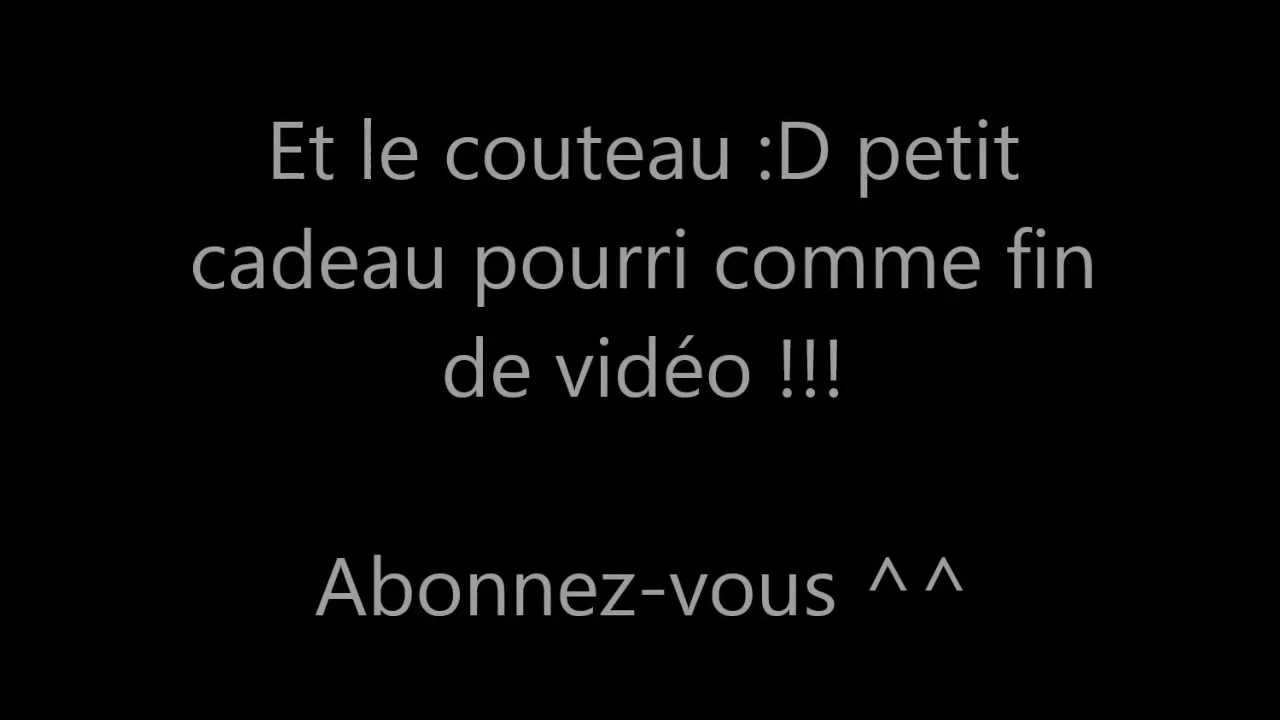 Et le couteau :D petit
cadeau pourri comme fin
de vidéo !!!
Abonnez-vous ^^